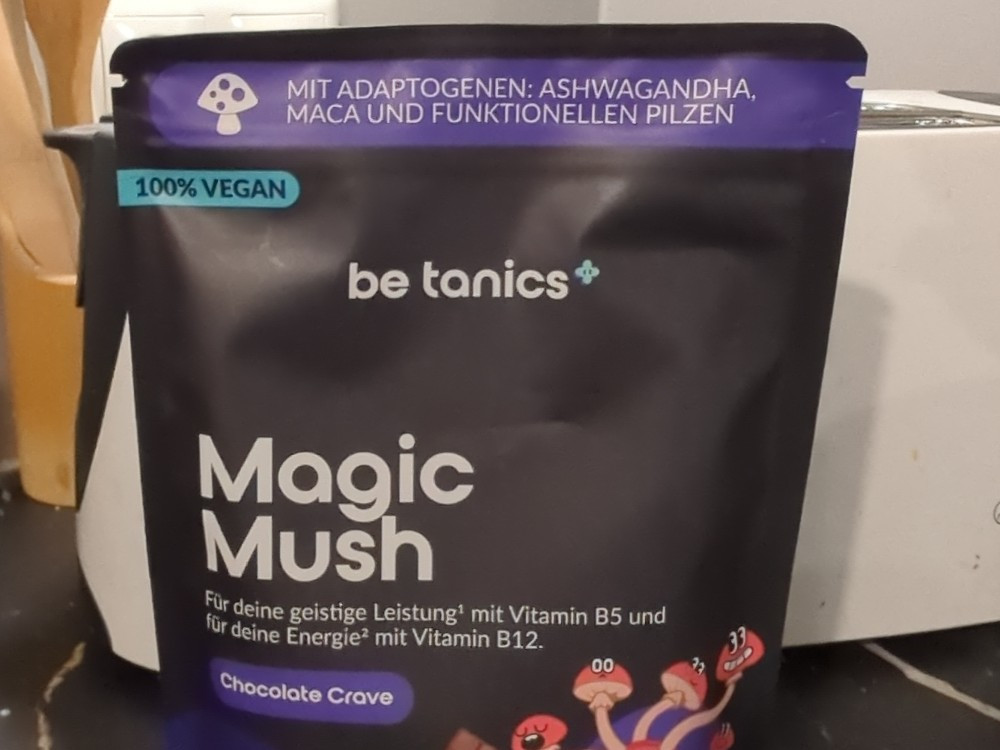 MIT ADAPTOGENEN: ASHWAGANDHA,
MACA UND FUNKTIONELLEN PILZEN
100% VEGAN
be tanics
Magic
Mush
Für deine geistige Leistung¹ mit Vitamin B5 und
für deine Energie² mit Vitamin B12.
Chocolate Crave